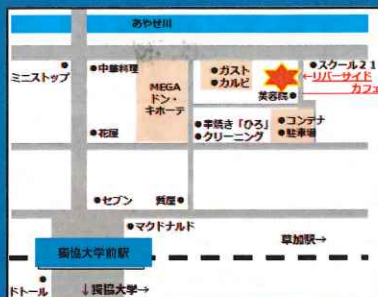 あやせ川
ミニストップ
中華料理
MEGA
ドン・
キホーテ
花屋
ガスト
カルビ
美容院
スクール21
←リバーサイド
カフェ
串焼き「ひろ」
クリーニング
コンテナ
駐車場
セブン
質屋
マクドナルド
獨協大学前駅
草加駅→
ドトール
↓獨協大学→